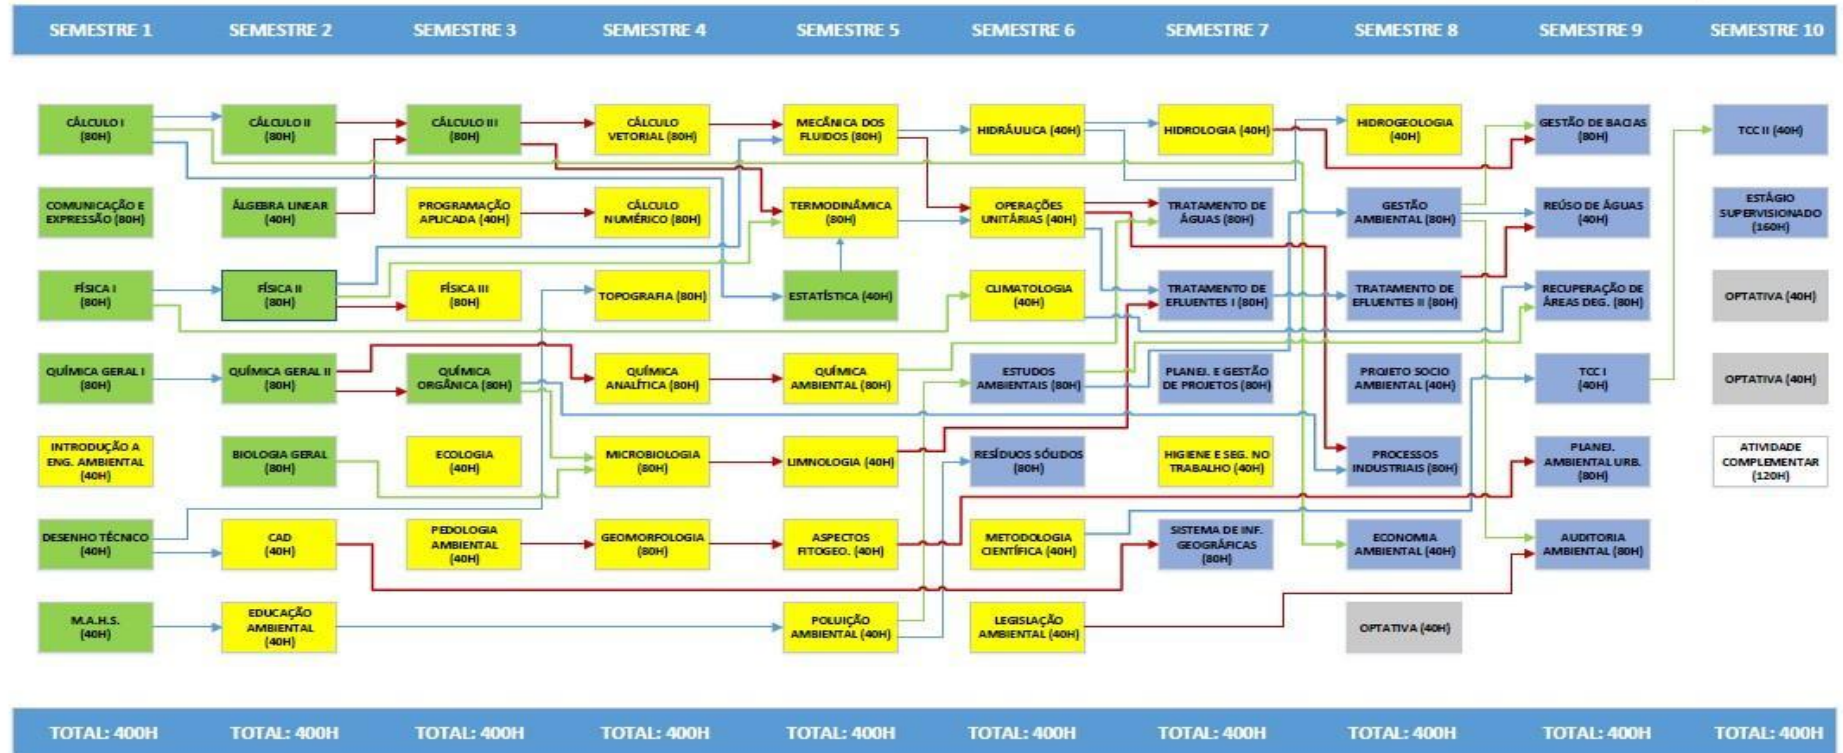 SEMESTRE 1 SEMESTRE 2 SEMESTRE 3 SEMESTRE 4 SEMESTRE 5 SEMESTRE 6 SEMESTRE 7 SEMESTRE 8 SEMESTRE 9 SEMESTRE 10
CÁLCULO I
(80H)
CÁLCULO II
(80H)
CÁLCULO III
(80H)
CÁLCULO
VETORIAL (80H)
MECÂNICA DOS
FLUIDOS (80H)
HIDRÁULICA (40H)
HIDROLOGIA (40H)
HIDROGEOLOGIA
(40H)
GESTÃO DE BACIAS
(80H)
TCC II (40H)
COMUNICAÇÃO E
EXPRESSÃO (80H)
ÁLGEBRA LINEAR
(40H)
PROGRAMAÇÃO
APLICADA (40H)
CÁLCULO
NUMÉRICO (80H)
TERMODINÂMICA
(80H)
OPERAÇÕES
UNITÁRIAS (40H)
TRATAMENTO DE
ÁGUAS (80H)
GESTÃO
AMBIENTAL (80H)
REÚSO DE ÁGUAS
(40H)
ESTÁGIO
SUPERVISIONADO
(160H)
FÍSICA I
(80H)
FÍSICA II
(80H)
FÍSICA III
(80H)
TOPOGRAFIA (80H)
ESTATÍSTICA (40H)
CLIMATOLOGIA
(40H)
TRATAMENTO DE
EFLUENTES I (80H)
TRATAMENTO DE
EFLUENTES II (80H)
RECUPERAÇÃO DE
ÁREAS DEG. (80H)
OPTATIVA (40H)
QUÍMICA GERAL I
(80H)
QUÍMICA GERAL II
(80H)
QUÍMICA
ORGÂNICA (80H)
QUÍMICA
ANALÍTICA (80H)
QUÍMICA
AMBIENTAL (80H)
ESTUDOS
AMBIENTAIS (80H)
PLANEJ. E GESTÃO
DE PROJETOS (80H)
PROJETO SOCIO
AMBIENTAL (40H)
TCC I
(40H)
OPTATIVA (40H)
INTRODUÇÃO A
ENG. AMBIENTAL
(40H)
BIOLOGIA GERAL
(80H)
ECOLOGIA
(40H)
MICROBIOLOGIA
(80H)
LIMNOLOGIA (40H)
RESÍDUOS SÓLIDOS
(80H)
HIGIENE E SEG. NO
TRABALHO (40H)
PROCESSOS
INDUSTRIAIS (80H)
PLANEJ.
AMBIENTAL URB.
(80H)
ATIVIDADE
COMPLEMENTAR
(120H)
DESENHO TÉCNICO
(40H)
CAD
(40H)
PEDOLOGIA
AMBIENTAL
(40H)
GEOMORFOLOGIA
(80H)
ASPECTOS
FITOGEO. (40H)
METODOLOGIA
CIENTÍFICA (40H)
SISTEMA DE INF.
GEOGRÁFICAS
(80H)
ECONOMIA
AMBIENTAL (40H)
AUDITORIA
AMBIENTAL (80H)
M.A.H.S.
(40H)
EDUCAÇÃO
AMBIENTAL
(40H)
POLUIÇÃO
AMBIENTAL (40H)
LEGISLAÇÃO
AMBIENTAL (40H)
OPTATIVA (40H)
TOTAL: 400H TOTAL: 400H TOTAL: 400H TOTAL: 400H TOTAL: 400H TOTAL: 400H TOTAL: 400H TOTAL: 400H TOTAL: 400H TOTAL: 400H